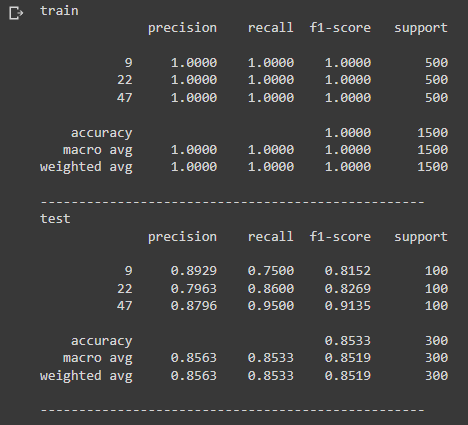 train
precision recall f1-score support
9 1.0000 1.0000 1.0000 500
22 1.0000 1.0000 1.0000 500
47 1.0000 1.0000 1.0000 500
accuracy 1.0000 1500
macro avg 1.0000 1.0000 1.0000 1500
weighted avg 1.0000 1.0000 1.0000 1500
--------------------------------------------------
test
precision recall f1-score support
9 0.8929 0.7500 0.8152 100
22 0.7963 0.8600 0.8269 100
47 0.8796 0.9500 0.9135 100
accuracy 0.8533 300
macro avg 0.8563 0.8533 0.8519 300
weighted avg 0.8563 0.8533 0.8519 300
--------------------------------------------------